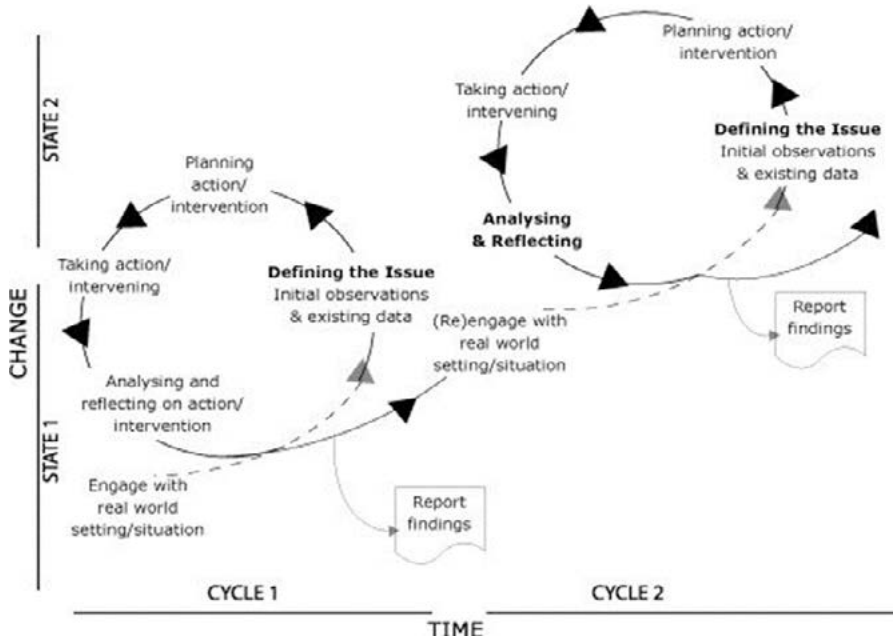 Planning action/
intervention
Taking action/
intervening
Defining the Issue
Initial observations
& existing data
Analysing
& Reflecting
Report
findings
(Re)engage with
real world
setting/situation
Planning
action/
intervention
Taking action/
intervening
Defining the Issue
Initial observations
& existing data
Analysing and
reflecting on action/
intervention
Engage with
real world
setting/situation
Report
findings
STATE 2
CHANGE
STATE 1
CYCLE 1
CYCLE 2
TIME